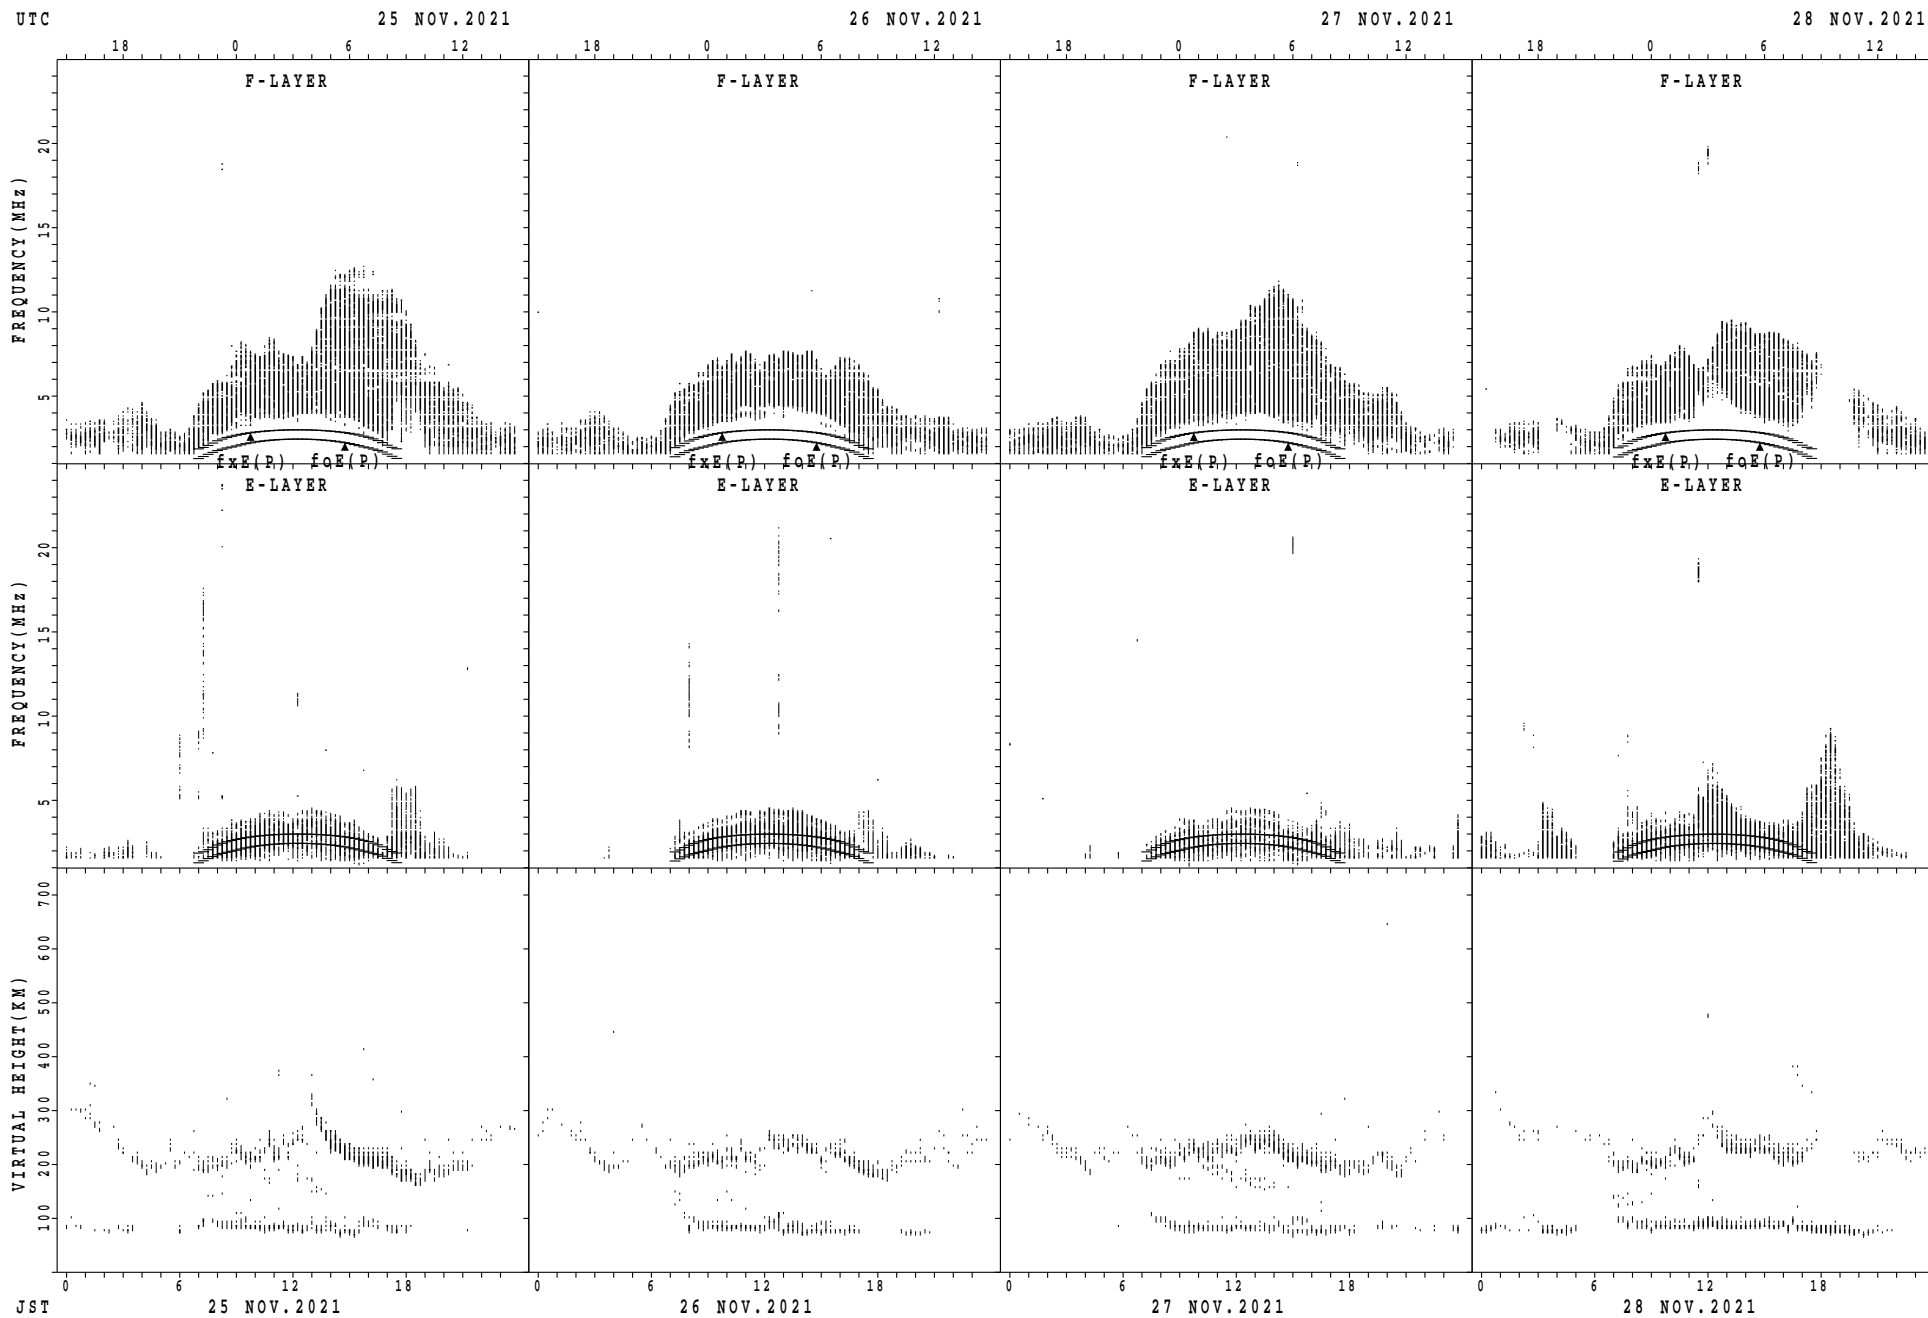 UTC 25 NOV.2021 26 NOV.2021 27 NOV.2021 28 NOV.2021
18 0 6 12 18 0 6 12 18 0 6 12 18 0 6 12
F-LAYER F-LAYER F-LAYER F-LAYER
FREQUENCY(MHz)
20
15
10
5
fxE(P) foE(P) fxE(P) foE(P) fxE(P) foE(P) fxE(P) foE(P)
E-LAYER E-LAYER E-LAYER E-LAYER
FREQUENCY(MHz)
20
15
10
5
VIRTUAL HEIGHT(KM)
700
600
500
400
300
200
100
0 6 12 18 0 6 12 18 0 6 12 18 0 6 12 18
JST 25 NOV.2021 26 NOV.2021 27 NOV.2021 28 NOV.2021